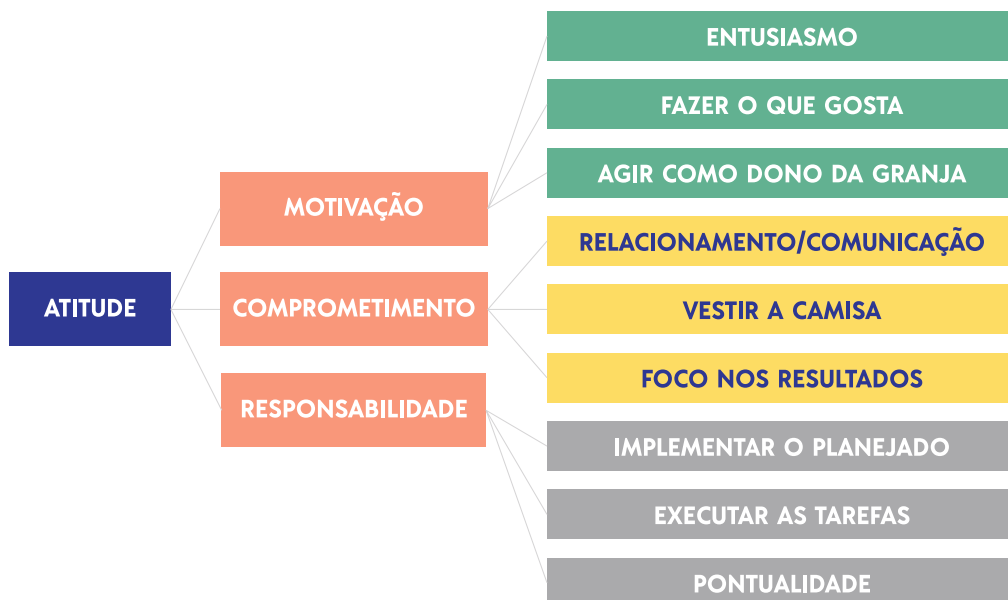 ATITUDE
MOTIVAÇÃO
COMPROMETIMENTO
RESPONSABILIDADE
ENTUSIASMO
FAZER O QUE GOSTA
AGIR COMO DONO DA GRANJA
RELACIONAMENTO/COMUNICAÇÃO
VESTIR A CAMISA
FOCO NOS RESULTADOS
IMPLEMENTAR O PLANEJADO
EXECUTAR AS TAREFAS
PONTUALIDADE